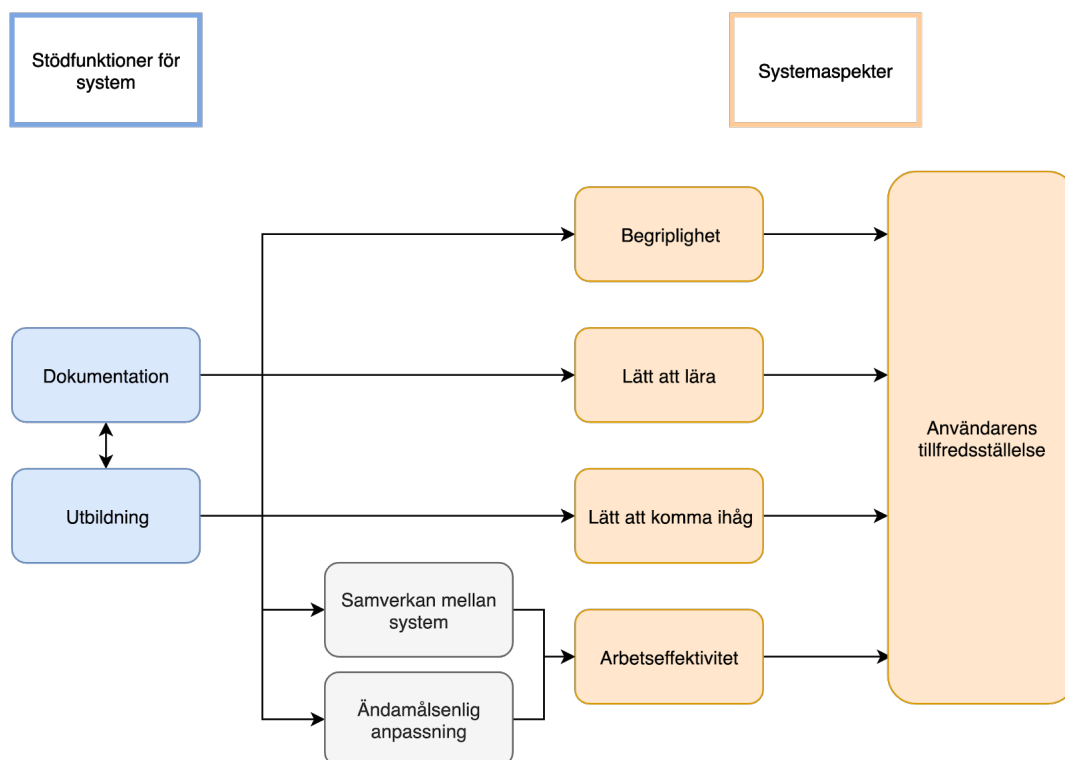 Stödfunktioner för
system
Systemaspekter
Begriplighet
Dokumentation
Lätt att lära
Användarens
tillfredsställelse
Utbildning
Lätt att komma ihåg
Samverkan mellan
system
Arbetseffektivitet
Ändamålsenlig
anpassning